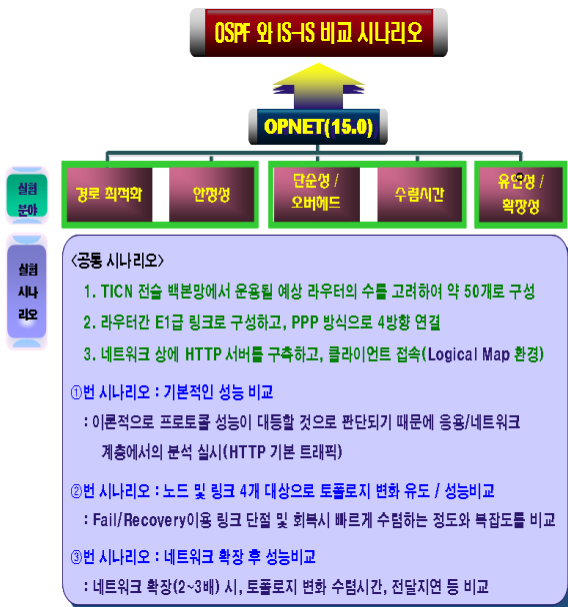 OSPF 와 IS-IS 비교 시나리오
OPNET(15.0)
실험
분야
경로 최적화
안정성
단순성 /
오버헤드
수렴시간
유연성 /
확장성
실험
시나
리오
<공통 시나리오>
1. TICN 전술 백본망에서 운용될 예상 라우터의 수를 고려하여 약 50개로 구성
2. 라우터간 E1급 링크로 구성하고, PPP 방식으로 4방향 연결
3. 네트워크 상에 HTTP 서버를 구축하고, 클라이언트 접속(Logical Map 환경)
①번 시나리오 : 기본적인 성능 비교
: 이론적으로 프로토콜 성능이 대등할 것으로 판단되기 때문에 응용/네트워크
계층에서의 분석 실시(HTTP 기본 트래픽)
②번 시나리오 : 노드 및 링크 4개 대상으로 토폴로지 변화 유도 / 성능비교
: Fail/Recovery이용 링크 단절 및 회복시 빠르게 수렴하는 정도와 복잡도를 비교
③번 시나리오 : 네트워크 확장 후 성능비교
: 네트워크 확장(2~3배) 시, 토폴로지 변화 수렴시간, 전달지연 등 비교